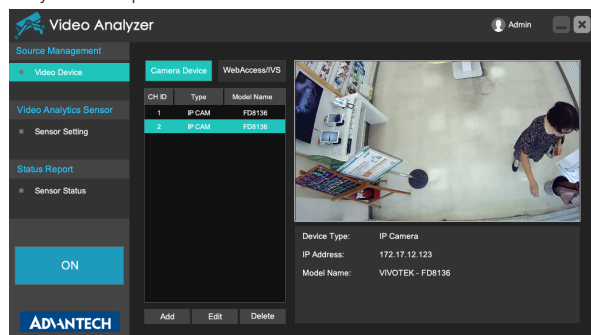 Video Analyzer
Admin
Source Management
Video Device
Video Analytics Sensor
Sensor Setting
Status Report
Sensor Status
ON
ADVANTECH
Camera Device WebAccess/IVS
CH ID Type Model Name
1 IP CAM FD8136
2 IP CAM FD8136
Add Edit Delete
Device Type: IP Camera
IP Address: 172.17.12.123
Model Name: VIVOTEK - FD8136